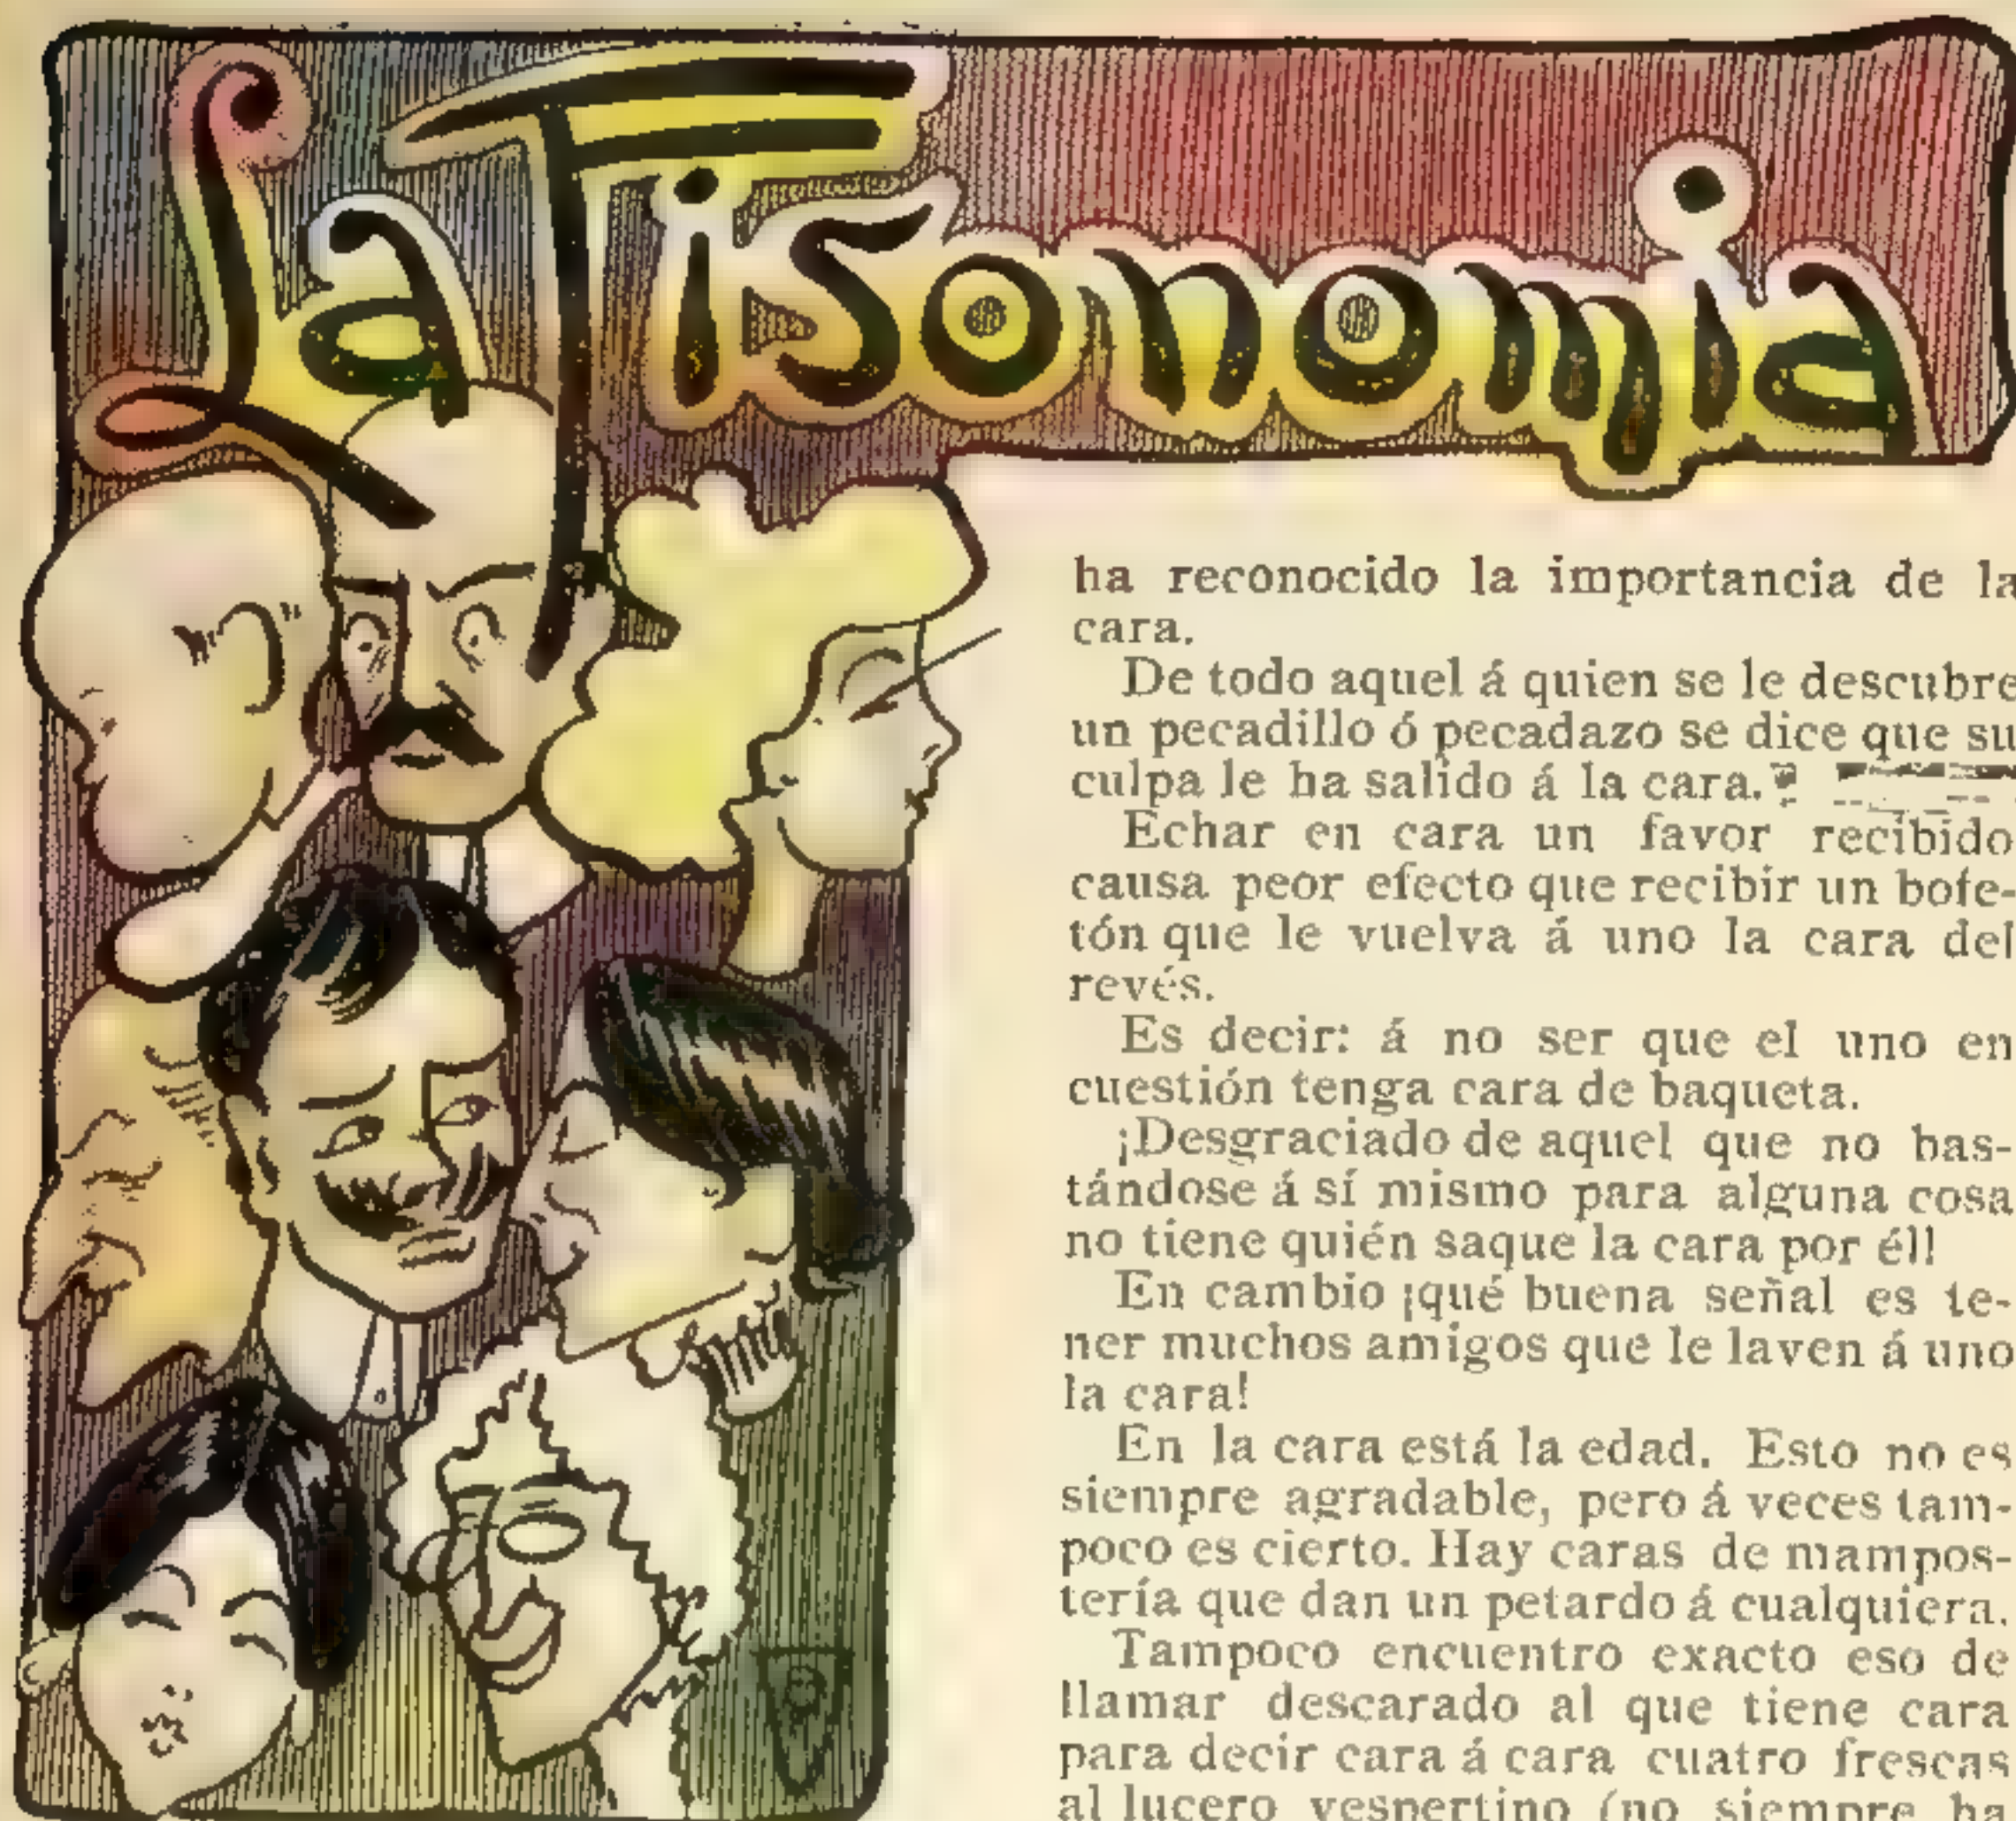 La Fisonomia
ha reconocido la importancia de la
cara.
De todo aquel á quien se le descubre
un pecadillo ó pecadazo se dice que su
culpa le ha salido á la cara.
Echar en cara un favor recibido
causa peor efecto que recibir un bofe-
tón que le vuelva á uno la cara del
revés.
Es decir: á no ser que el uno en
cuestión tenga cara de baqueta.
¡Desgraciado de aquel que no bas-
tándose á sí mismo para alguna cosa
no tiene quién saque la cara por él!
En cambio ¡qué buena señal es te-
ner muchos amigos que le laven á uno
la cara!
En la cara está la edad. Esto no es
siempre agradable, pero á veces tam-
poco es cierto. Hay caras de mampos-
tería que dan un petardo á cualquiera.
Tampoco encuentro exacto eso de
llamar descarado al que tiene cara
para decir cara á cara cuatro frescas
al lucero vespertino (no siempre ha